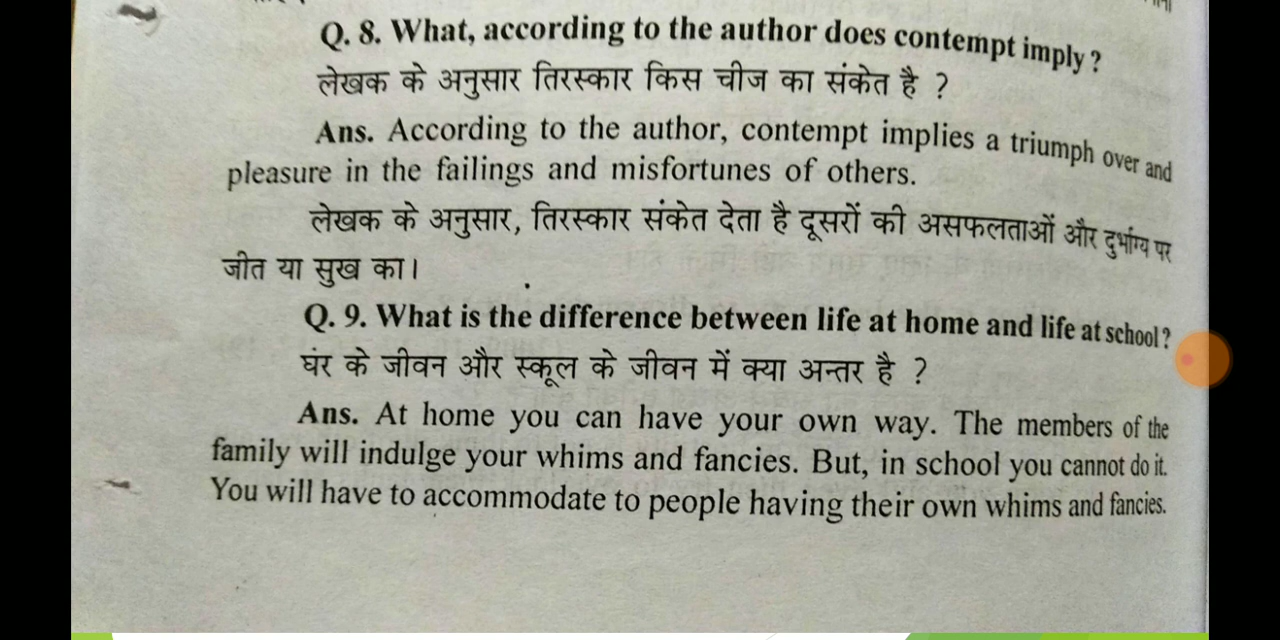 Q. 8. What, according to the author does contempt imply ?
लेखक के अनुसार तिरस्कार किस चीज का संकेत है ?
Ans. According to the author, contempt implies a triumph over and
pleasure in the failings and misfortunes of others.
लेखक के अनुसार, तिरस्कार संकेत देता है दूसरों की असफलताओं और दुर्भाग्य पर
जीत या सुख का।
Q. 9. What is the difference between life at home and life at school ?
घर के जीवन और स्कूल के जीवन में क्या अन्तर है ?
Ans. At home you can have your own way. The members of the
family will indulge your whims and fancies. But, in school you cannot do it.
You will have to accommodate to people having their own whims and fancies.